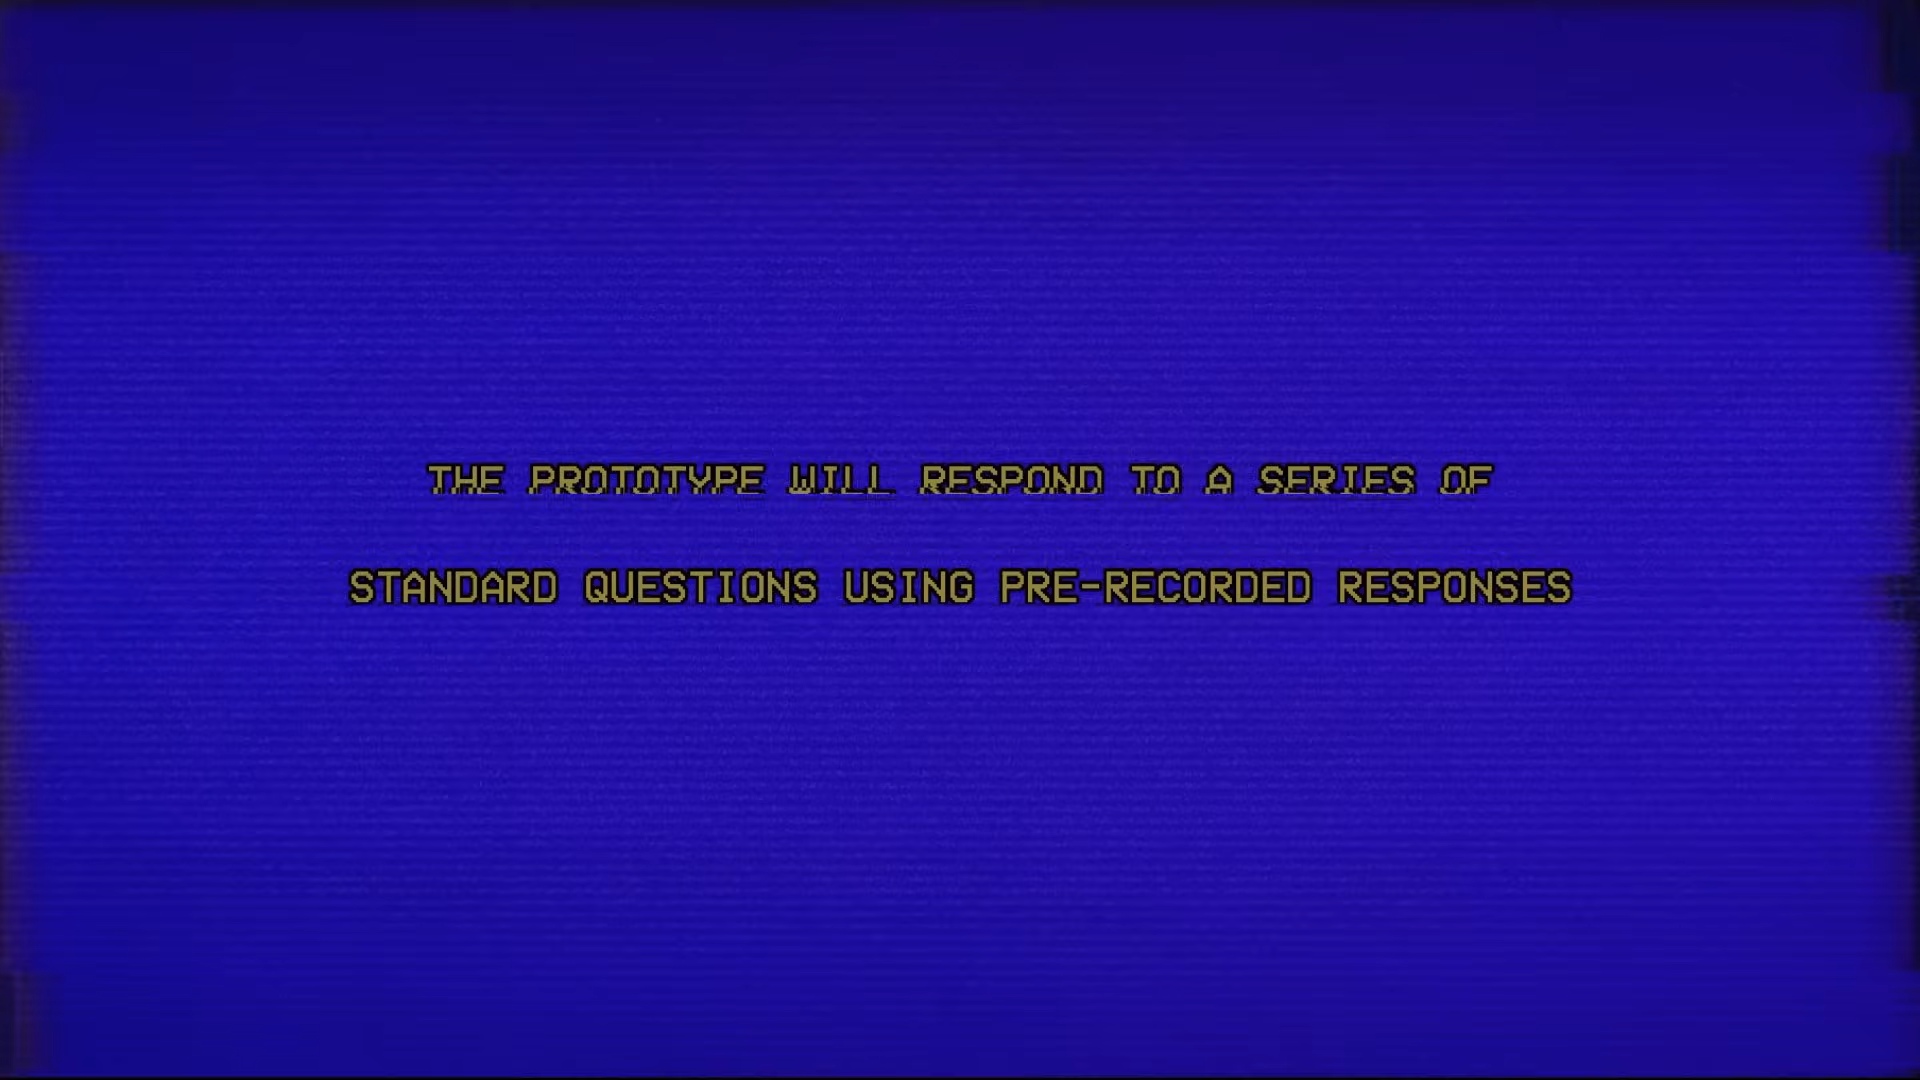 THE PROTOTYPE WILL RESPOND TO A SERIES OF
STANDARD QUESTIONS USING PRE-RECORDED RESPONSES